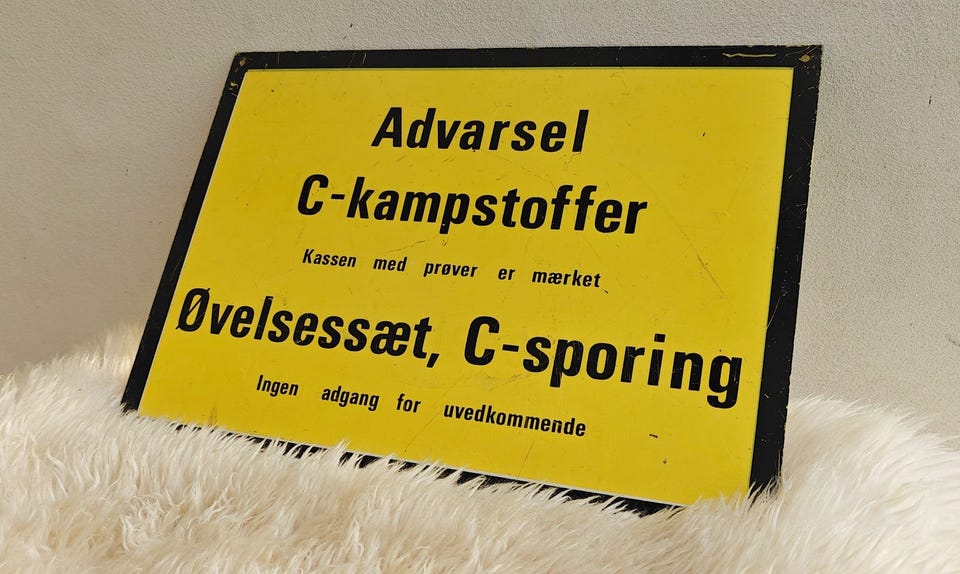 Advarsel
C-kampstoffer
Kassen med prøver er mærket
Øvelsessæt, C-sporing
Ingen adgang for uvedkommende